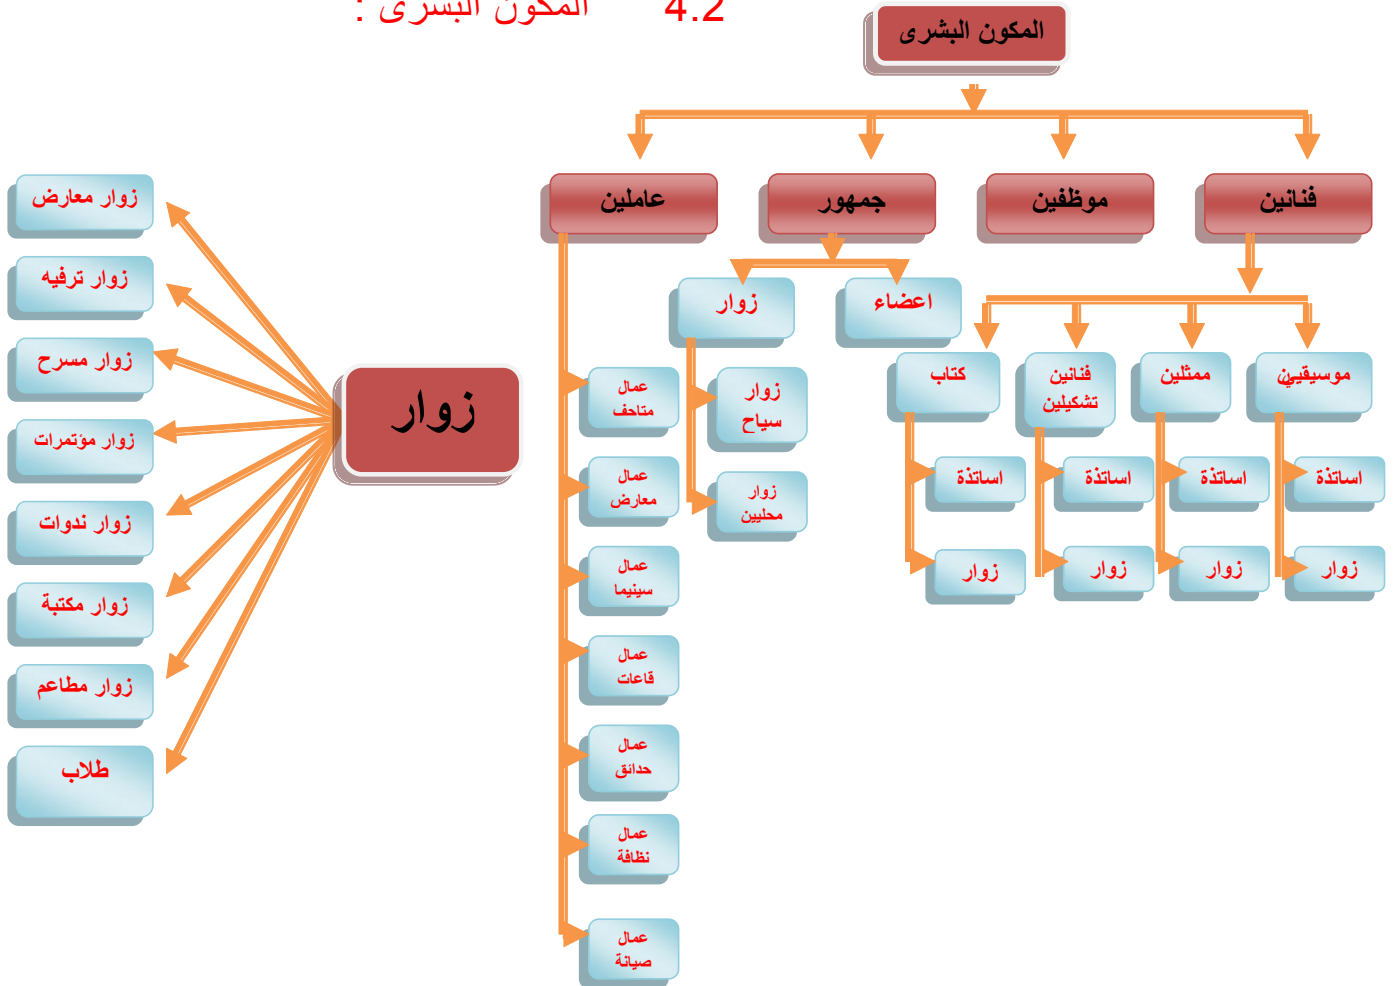 4.2 المكون البشرى :
المكون البشرى
فنانين
موظفين
جمهور
عاملين
موسيقيين
ممثلين
فنانين
تشكيلين
كتاب
اساتذة
اساتذة
اساتذة
اساتذة
زوار
زوار
زوار
زوار
اعضاء
زوار
زوار
سياح
زوار
محليين
عمال
متاحف
عمال
معارض
عمال
سينيما
عمال
قاعات
عمال
حدائق
عمال
نظافة
عمال
صيانة
زوار
زوار معارض
زوار ترفيه
زوار مسرح
زوار مؤتمرات
زوار ندوات
زوار مكتبة
زوار مطاعم
طلاب